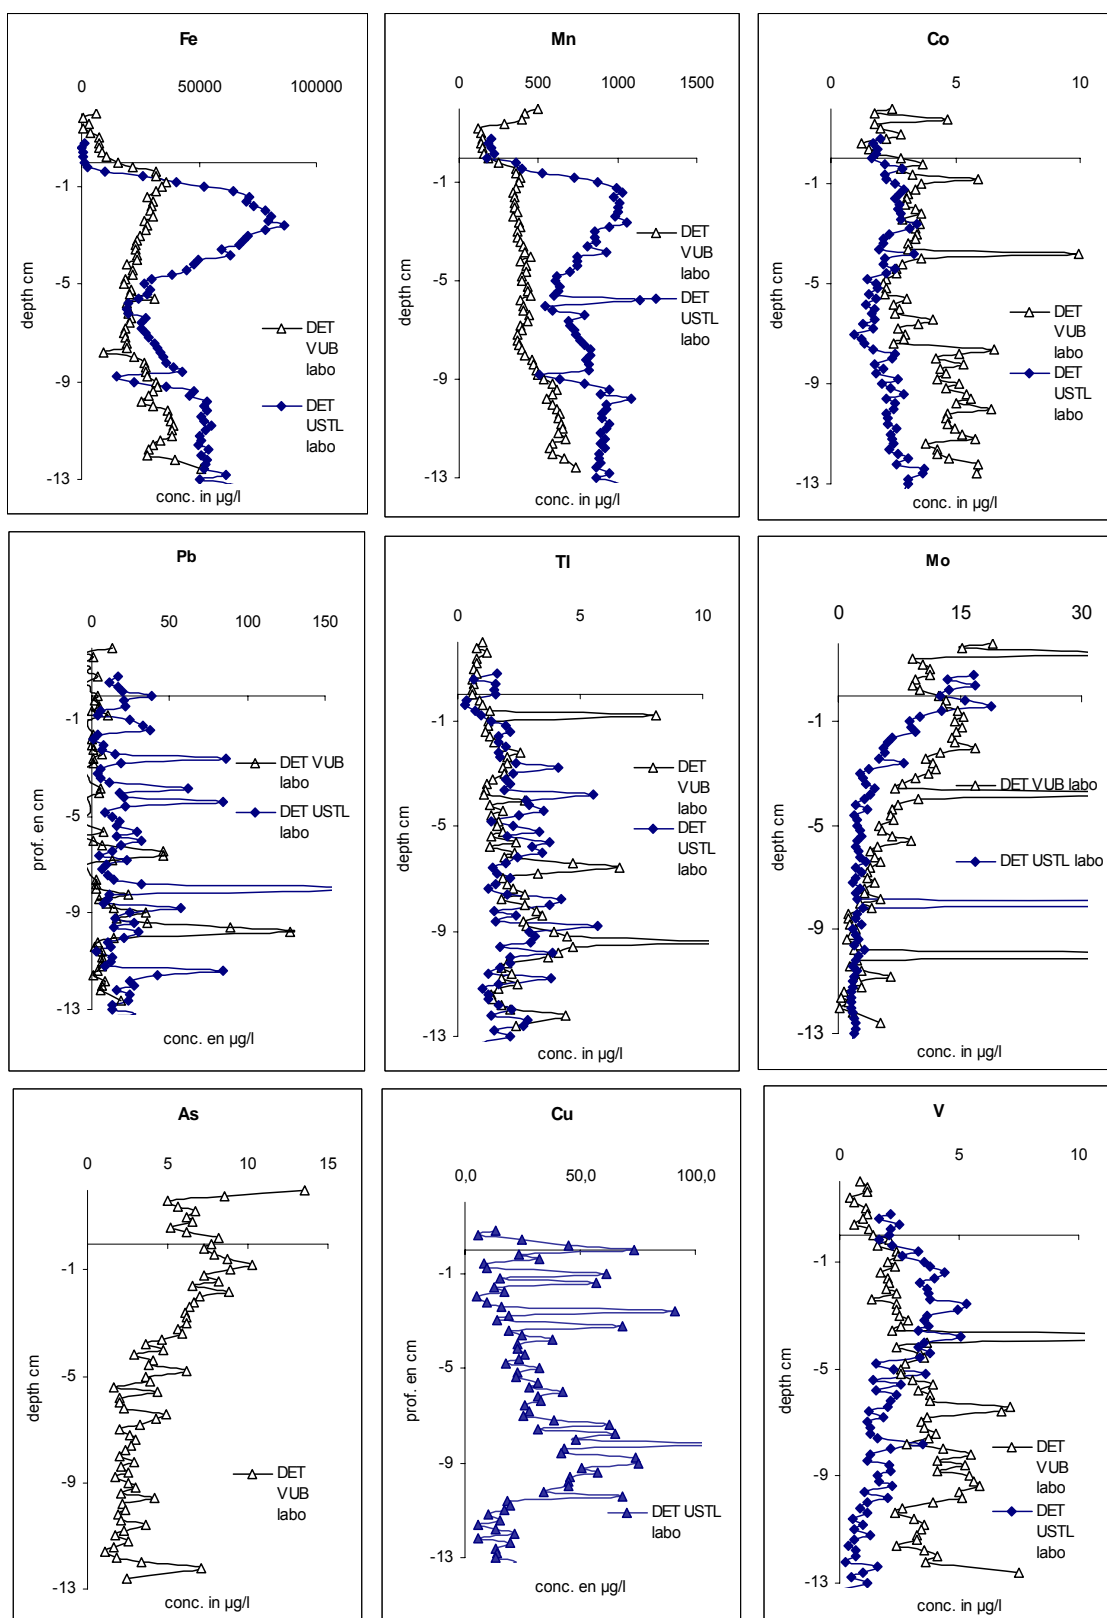 Fe
0 50000 100000
-1
-5
-9
-13
depth cm
DET
VUB
labo
DET
USTL
labo
conc. in µg/l
Mn
0 500 1000 1500
-1
-5
-9
-13
depth cm
DET
VUB
labo
DET
USTL
labo
conc. in µg/l
Co
0 5 10
-1
-5
-9
-13
depth cm
DET
VUB
labo
DET
USTL
labo
conc. in µg/l
Pb
0 50 100 150
-1
-5
-9
-13
prof. en cm
DET VUB
labo
DET USTL
labo
conc. en µg/l
Tl
0 5 10
-1
-5
-9
-13
depth cm
DET
VUB
labo
DET
USTL
labo
conc. in µg/l
Mo
0 15 30
-1
-5
-9
-13
depth cm
DET VUB labo
DET USTL labo
conc. in µg/l
As
0 5 10 15
-1
-5
-9
-13
depth cm
DET
VUB
labo
conc. in µg/l
Cu
0,0 50,0 100,0
-1
-5
-9
-13
prof. en cm
DET USTL
labo
conc. en µg/l
V
0 5 10
-1
-5
-9
-13
depth cm
DET
VUB
labo
DET
USTL
labo
conc. in µg/l